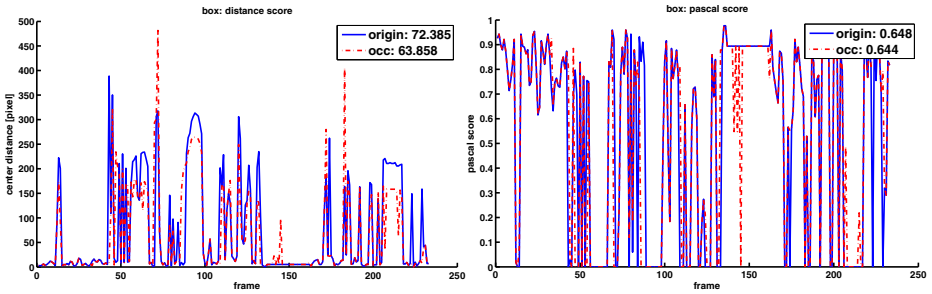 box: distance score
origin: 72.385
occ: 63.858
center distance [pixel]
500
450
400
350
300
250
200
150
100
50
0
0 50 100 150 200 250
frame
box: pascal score
origin: 0.648
occ: 0.644
pascal score
1
0.9
0.8
0.7
0.6
0.5
0.4
0.3
0.2
0.1
0
0 50 100 150 200 250
frame